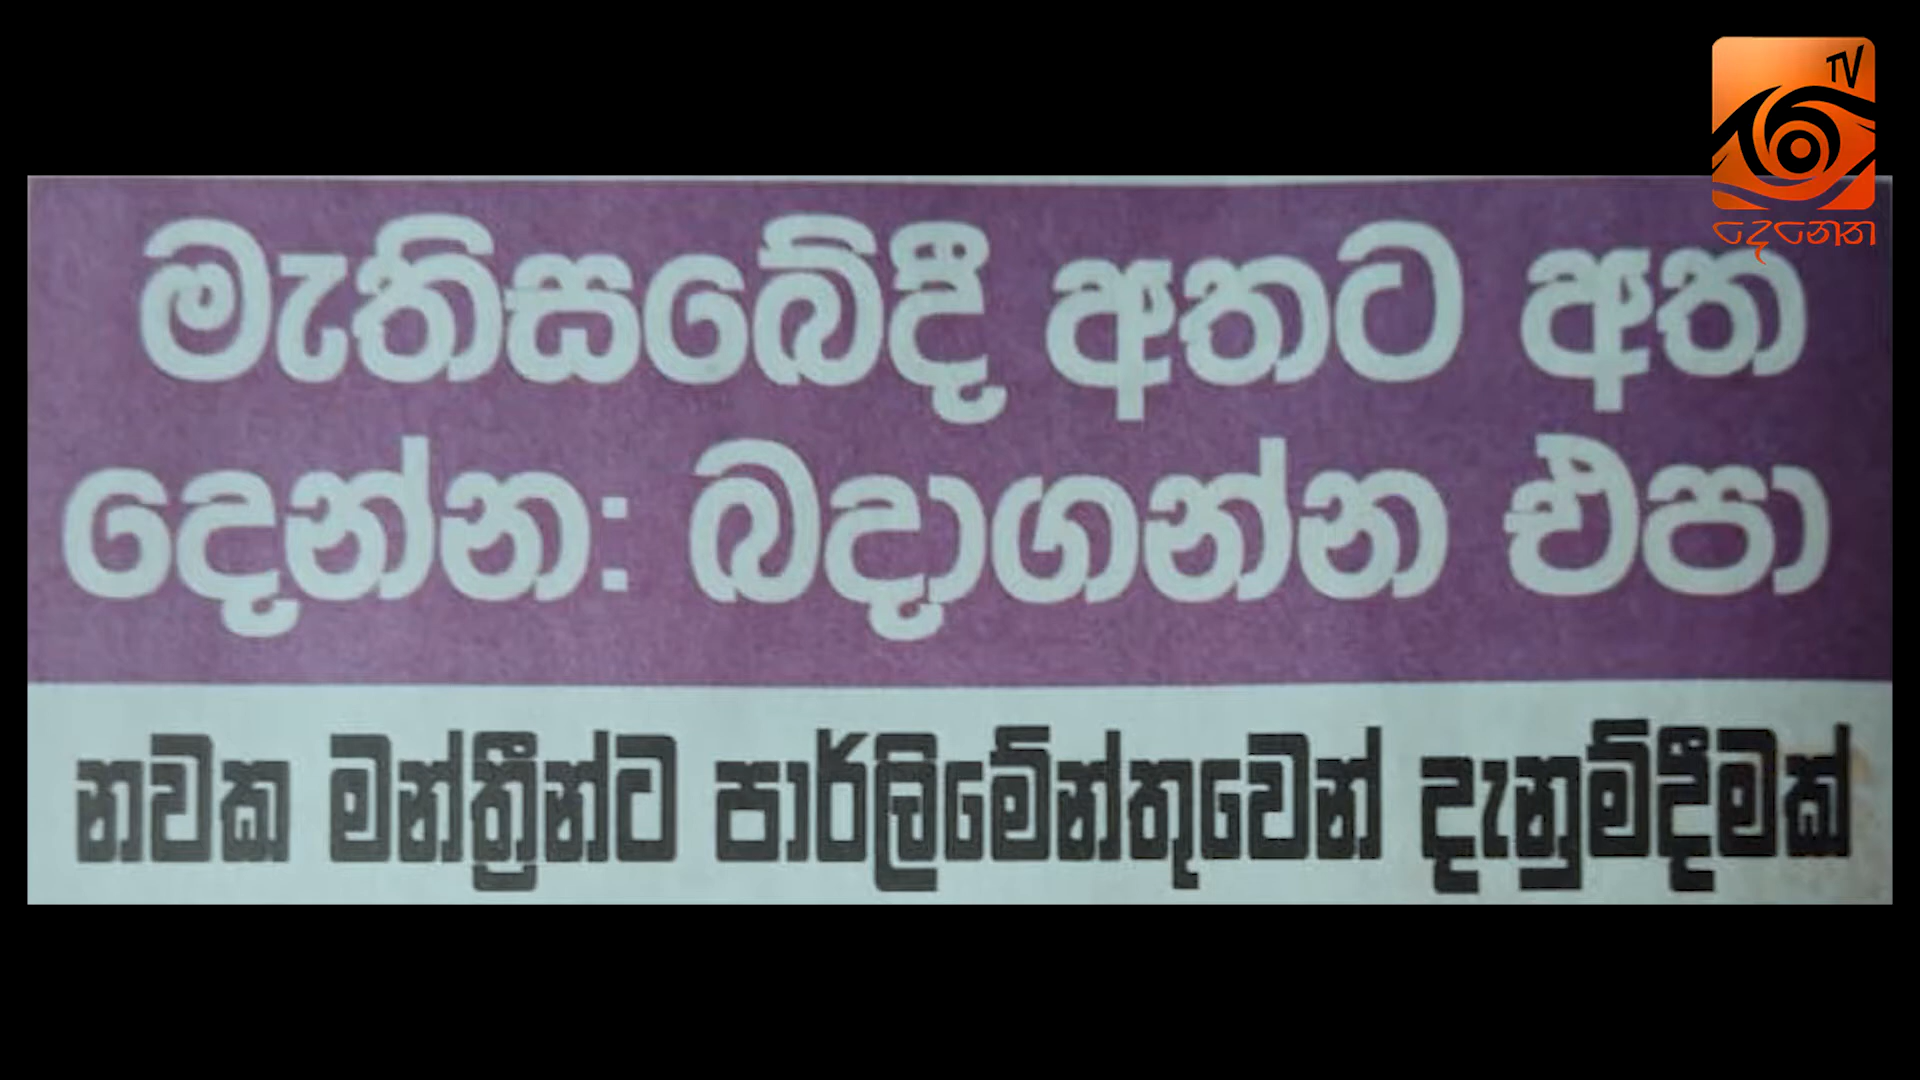 TV
දෙනෙත
මැතිසබේදී අතට අත
දෙන්න: බදාගන්න එපා
නවක මන්ත්‍රීන්ට පාර්ලිමේන්තුවෙන් දැනුම්දීමක්